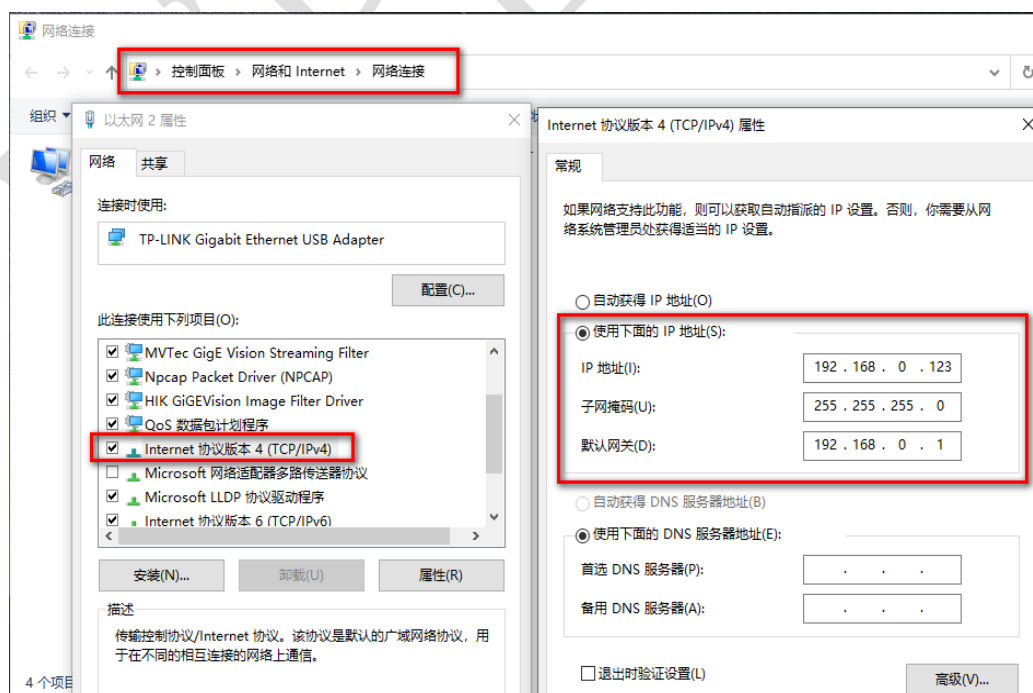 网络连接
控制面板 › 网络和 Internet › 网络连接
组织
以太网 2 属性
网络
共享
连接时使用:
TP-LINK Gigabit Ethernet USB Adapter
配置(C)...
此连接使用下列项目(O):
MVTec GigE Vision Streaming Filter
Npcap Packet Driver (NPCAP)
HIK GiGEVision Image Filter Driver
QoS 数据包计划程序
Internet 协议版本 4 (TCP/IPv4)
Microsoft 网络适配器多路传送器协议
Microsoft LLDP 协议驱动程序
Internet 协议版本 6 (TCP/IPv6)
安装(N)...
卸载(U)
属性(R)
描述
传输控制协议/Internet 协议。该协议是默认的广域网络协议，用
于在不同的相互连接的网络上通信。
4 个项目
Internet 协议版本 4 (TCP/IPv4) 属性
常规
如果网络支持此功能，则可以获取自动指派的 IP 设置。否则，你需要从网
络系统管理员处获得适当的 IP 设置。
自动获得 IP 地址(O)
使用下面的 IP 地址(S):
IP 地址(I):
192 . 168 . 0 . 123
子网掩码(U):
255 . 255 . 255 . 0
默认网关(D):
192 . 168 . 0 . 1
自动获得 DNS 服务器地址(B)
使用下面的 DNS 服务器地址(E):
首选 DNS 服务器(P):
. . .
备用 DNS 服务器(A):
. . .
退出时验证设置(L)
高级(V)...